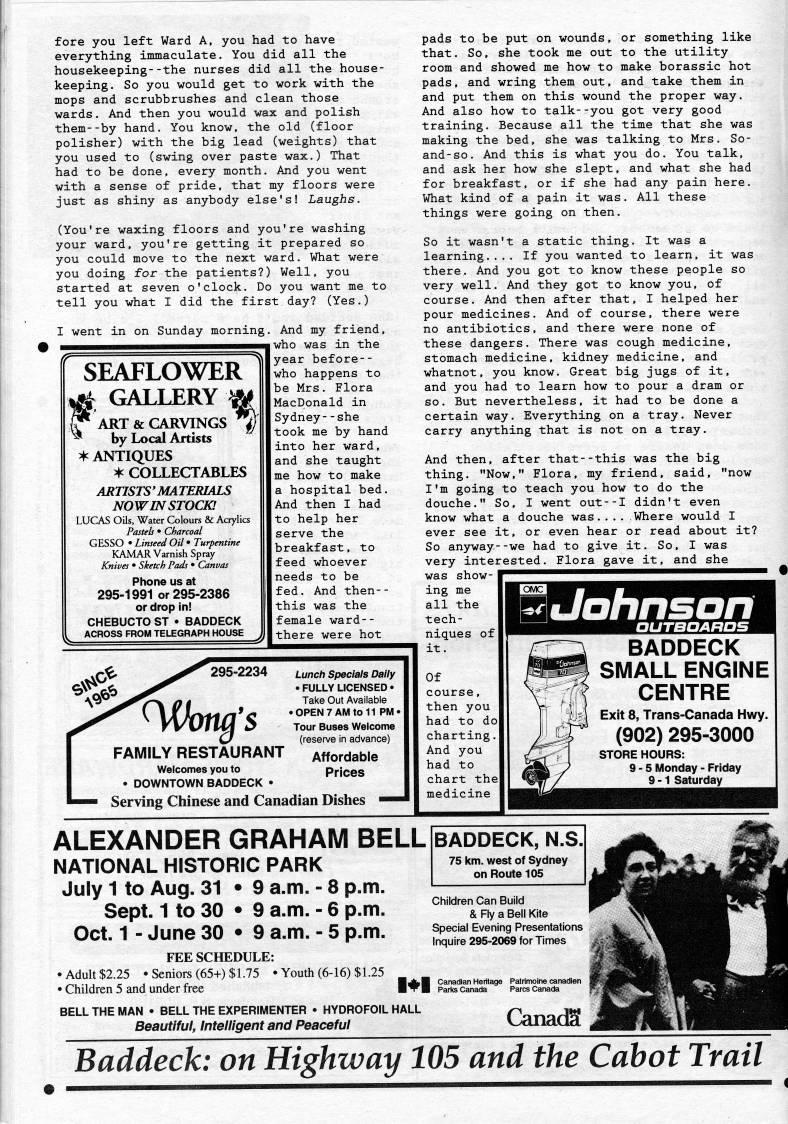 fore you left Ward A, you had to have
everything immaculate. You did all the
housekeeping--the nurses did all the house-
keeping. So you would get to work with the
mops and scrubbrushes and clean those
wards. And then you would wax and polish
them--by hand. You know, the old (floor
polisher) with the big lead (weights) that
you used to (swing over paste wax.) That
had to be done, every month. And you went
with a sense of pride, that my floors were
just as shiny as anybody else's! Laughs.
(You're waxing floors and you're washing
your ward, you're getting it prepared so
you could move to the next ward. What were
you doing for the patients?) Well, you
started at seven o'clock. Do you want me to
tell you what I did the first day? (Yes.)
I went in on Sunday morning. And my friend,
who was in the
year before--
who happens to
be Mrs. Flora
MacDonald in
Sydney--she
took me by hand
into her ward,
and she taught
me how to make
a hospital bed.
And then I had
to help her
serve the
breakfast, to
feed whoever
needs to be
fed. And then--
this was the
female ward--
there were hot
pads to be put on wounds, or something like
that. So, she took me out to the utility
room and showed me how to make borassic hot
pads, and wring them out, and take them in
and put them on this wound the proper way.
And also how to talk--you got very good
training. Because all the time that she was
making the bed, she was talking to Mrs. So-
and-so. And this is what you do. You talk,
and ask her how she slept, and what she had
for breakfast, or if she had any pain here.
What kind of a pain it was. All these
things were going on then.
So it wasn't a static thing. It was a
learning.... If you wanted to learn, it was
there. And you got to know these people so
very well. And they got to know you, of
course. And then after that, I helped her
pour medicines. And of course, there were
no antibiotics, and there were none of
these dangers. There was cough medicine,
stomach medicine, kidney medicine, and
whatnot, you know. Great big jugs of it,
and you had to learn how to pour a dram or
so. But nevertheless, it had to be done a
certain way. Everything on a tray. Never
carry anything that is not on a tray.
And then, after that--this was the big
thing. "Now," Flora, my friend, said, "now
I'm going to teach you how to do the
douche." So, I went out--I didn't even
know what a douche was.... Where would I
ever see it, or even hear or read about it?
So anyway--we had to give it. So, I was
very interested. Flora gave it, and she
was show-
ing me
all the
tech-
niques of
it.
Of
course,
then you
had to do
charting.
And you
had to
chart the
medicine
SEAFLOWER
GALLERY
ART & CARVINGS
by Local Artists
* ANTIQUES
* COLLECTABLES
ARTISTS' MATERIALS
NOW IN STOCK!
LUCAS Oils, Water Colours & Acrylics
Pastels • Charcoal
GESSO • Linseed Oil • Turpentine
KAMAR Varnish Spray
Knives • Sketch Pads • Canvas
Phone us at
295-1991 or 295-2386
or drop in!
CHEBUCTO ST • BADDECK
ACROSS FROM TELEGRAPH HOUSE
SINCE
1965
295-2234
Wong's
FAMILY RESTAURANT
Welcomes you to
• DOWNTOWN BADDECK •
Lunch Specials Daily
• FULLY LICENSED •
Take Out Available
• OPEN 7 AM to 11 PM •
Tour Buses Welcome
(reserve in advance)
Affordable
Prices
Serving Chinese and Canadian Dishes
OMC
Johnson
OUTBOARDS
Johnson
BADDECK
SMALL ENGINE
CENTRE
Exit 8, Trans-Canada Hwy.
(902) 295-3000
STORE HOURS:
9 - 5 Monday - Friday
9 - 1 Saturday
ALEXANDER GRAHAM BELL
NATIONAL HISTORIC PARK
July 1 to Aug. 31 • 9 a.m. - 8 p.m.
Sept. 1 to 30 • 9 a.m. - 6 p.m.
Oct. 1 - June 30 • 9 a.m. - 5 p.m.
FEE SCHEDULE:
• Adult $2.25 • Seniors (65+) $1.75 • Youth (6-16) $1.25
• Children 5 and under free
BELL THE MAN • BELL THE EXPERIMENTER • HYDROFOIL HALL
Beautiful, Intelligent and Peaceful
BADDECK, N.S.
75 km. west of Sydney
on Route 105
Children Can Build
& Fly a Bell Kite
Special Evening Presentations
Inquire 295-2069 for Times
Canadian Heritage Patrimoine canadien
Parks Canada Parcs Canada
Canada
Baddeck: on Highway 105 and the Cabot Trail